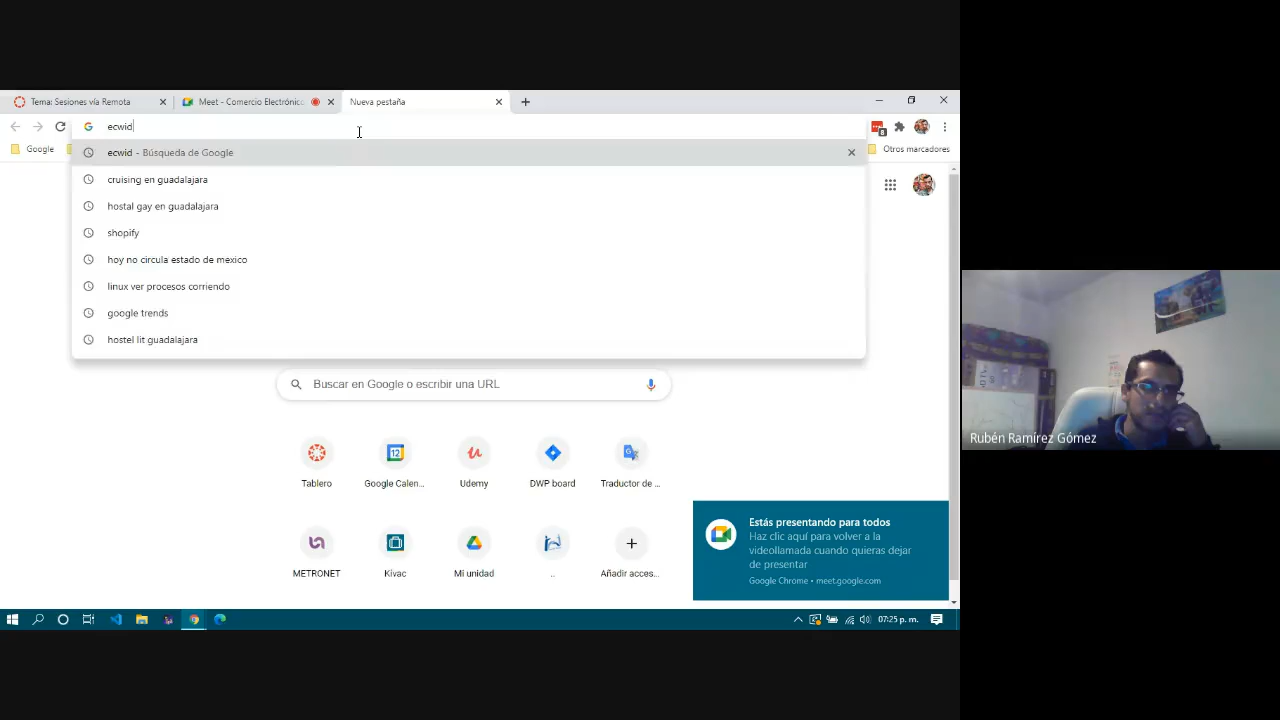 Tema: Sesiones vía Remota
Meet - Comercio Electrónic
Nueva pestaña
ecwid
8
Google
Otros marcadores
ecwid - Búsqueda de Google
cruising en guadalajara
hostal gay en guadalajara
shopify
hoy no circula estado de mexico
linux ver procesos corriendo
google trends
hostel lit guadalajara
Buscar en Google o escribir una URL
12
Tablero
Google Calen...
Udemy
DWP board
Traductor de ...
METRONET
Kívac
Mi unidad
..
Añadir acces...
Estás presentando para todos
Haz clic aquí para volver a la
videollamada cuando quieras dejar
de presentar
Google Chrome • meet.google.com
07:25 p. m.
Rubén Ramírez Gómez